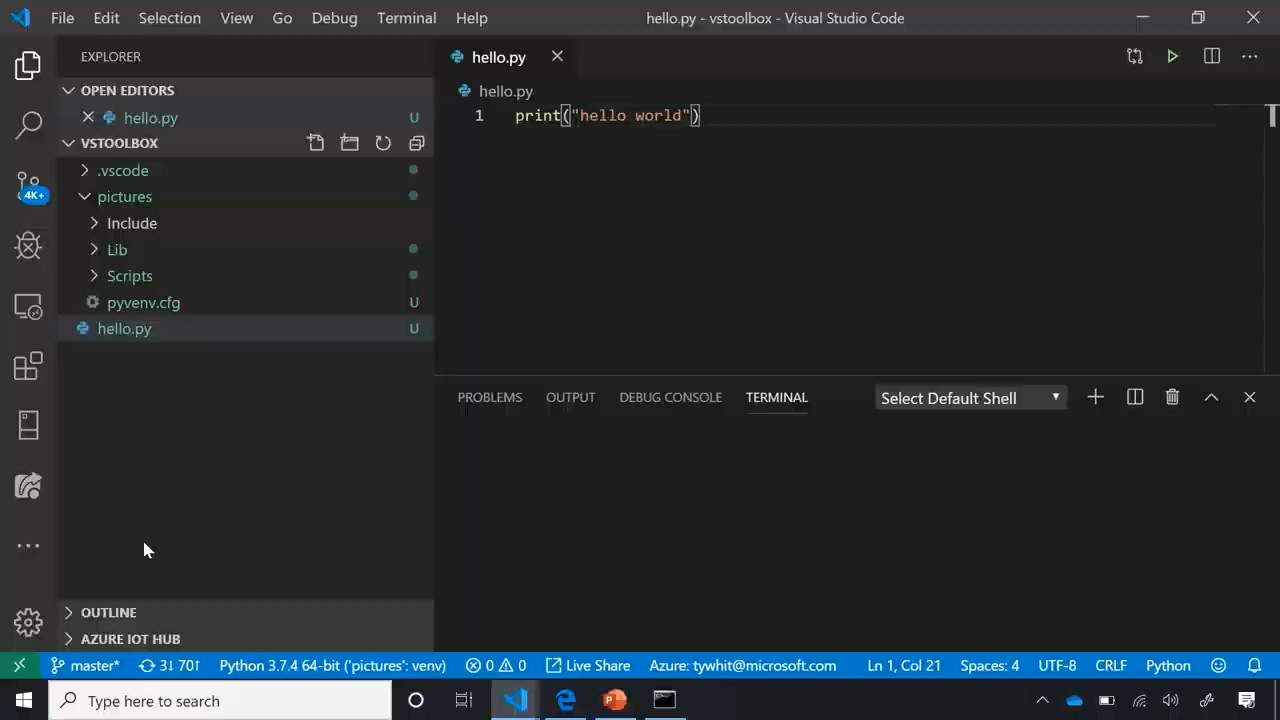 File Edit Selection View Go Debug Terminal Help hello.py - vstoolbox - Visual Studio Code
EXPLORER
OPEN EDITORS
hello.py U
VSTOOLBOX
.vscode
pictures
Include
Lib
Scripts
pyvenv.cfg U
hello.py U
OUTLINE
AZURE IOT HUB
4K+
hello.py
hello.py
1 print("hello world")
PROBLEMS OUTPUT DEBUG CONSOLE TERMINAL Select Default Shell
master* 3↓ 70↑ Python 3.7.4 64-bit ('pictures': venv) 0 0 Live Share Azure: tywhit@microsoft.com Ln 1, Col 21 Spaces: 4 UTF-8 CRLF Python
Type here to search